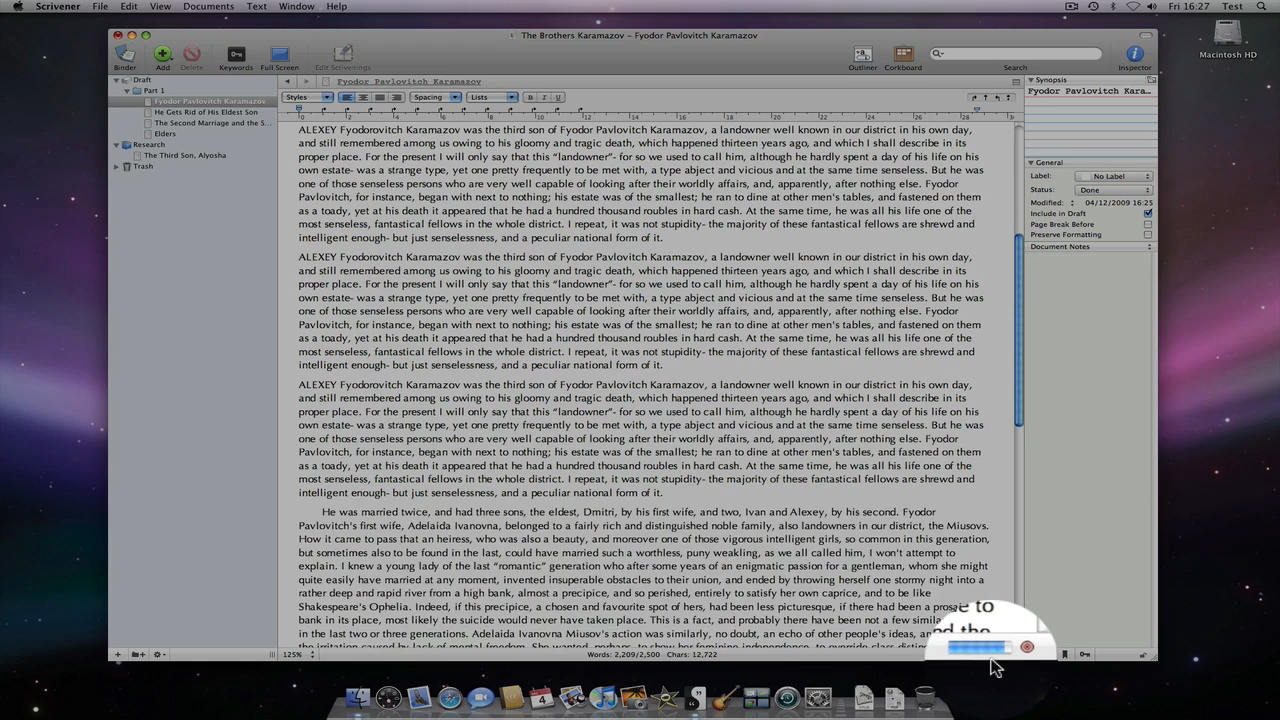 Scrivener File Edit View Documents Text Window Help Fri 16:27 Test
The Brothers Karamazov – Fyodor Pavlovitch Karamazov
Binder Add Delete Keywords Full Screen Edit Scrivenings Outliner Corkboard Search Inspector
Macintosh HD
Draft
Part 1
Fyodor Pavlovitch Karamazov
He Gets Rid of His Eldest Son
The Second Marriage and the S...
Elders
Research
The Third Son, Alyosha
Trash
Fyodor Pavlovitch Karamazov
Styles Spacing Lists B I U
0 2 4 6 8 10 12 14 16 18 20 22 24 26 28 3
ALEXEY Fyodorovitch Karamazov was the third son of Fyodor Pavlovitch Karamazov, a landowner well known in our district in his own day,
and still remembered among us owing to his gloomy and tragic death, which happened thirteen years ago, and which I shall describe in its
proper place. For the present I will only say that this “landowner”- for so we used to call him, although he hardly spent a day of his life on his
own estate- was a strange type, yet one pretty frequently to be met with, a type abject and vicious and at the same time senseless. But he was
one of those senseless persons who are very well capable of looking after their worldly affairs, and, apparently, after nothing else. Fyodor
Pavlovitch, for instance, began with next to nothing; his estate was of the smallest; he ran to dine at other men's tables, and fastened on them
as a toady, yet at his death it appeared that he had a hundred thousand roubles in hard cash. At the same time, he was all his life one of the
most senseless, fantastical fellows in the whole district. I repeat, it was not stupidity- the majority of these fantastical fellows are shrewd and
intelligent enough- but just senselessness, and a peculiar national form of it.
ALEXEY Fyodorovitch Karamazov was the third son of Fyodor Pavlovitch Karamazov, a landowner well known in our district in his own day,
and still remembered among us owing to his gloomy and tragic death, which happened thirteen years ago, and which I shall describe in its
proper place. For the present I will only say that this “landowner”- for so we used to call him, although he hardly spent a day of his life on his
own estate- was a strange type, yet one pretty frequently to be met with, a type abject and vicious and at the same time senseless. But he was
one of those senseless persons who are very well capable of looking after their worldly affairs, and, apparently, after nothing else. Fyodor
Pavlovitch, for instance, began with next to nothing; his estate was of the smallest; he ran to dine at other men's tables, and fastened on them
as a toady, yet at his death it appeared that he had a hundred thousand roubles in hard cash. At the same time, he was all his life one of the
most senseless, fantastical fellows in the whole district. I repeat, it was not stupidity- the majority of these fantastical fellows are shrewd and
intelligent enough- but just senselessness, and a peculiar national form of it.
ALEXEY Fyodorovitch Karamazov was the third son of Fyodor Pavlovitch Karamazov, a landowner well known in our district in his own day,
and still remembered among us owing to his gloomy and tragic death, which happened thirteen years ago, and which I shall describe in its
proper place. For the present I will only say that this “landowner”- for so we used to call him, although he hardly spent a day of his life on his
own estate- was a strange type, yet one pretty frequently to be met with, a type abject and vicious and at the same time senseless. But he was
one of those senseless persons who are very well capable of looking after their worldly affairs, and, apparently, after nothing else. Fyodor
Pavlovitch, for instance, began with next to nothing; his estate was of the smallest; he ran to dine at other men's tables, and fastened on them
as a toady, yet at his death it appeared that he had a hundred thousand roubles in hard cash. At the same time, he was all his life one of the
most senseless, fantastical fellows in the whole district. I repeat, it was not stupidity- the majority of these fantastical fellows are shrewd and
intelligent enough- but just senselessness, and a peculiar national form of it.
He was married twice, and had three sons, the eldest, Dmitri, by his first wife, and two, Ivan and Alexey, by his second. Fyodor
Pavlovitch's first wife, Adelaida Ivanovna, belonged to a fairly rich and distinguished noble family, also landowners in our district, the Miusovs.
How it came to pass that an heiress, who was also a beauty, and moreover one of those vigorous intelligent girls, so common in this generation,
but sometimes also to be found in the last, could have married such a worthless, puny weakling, as we all called him, I won't attempt to
explain. I knew a young lady of the last “romantic” generation who after some years of an enigmatic passion for a gentleman, whom she might
quite easily have married at any moment, invented insuperable obstacles to their union, and ended by throwing herself one stormy night into a
rather deep and rapid river from a high bank, almost a precipice, and so perished, entirely to satisfy her own caprice, and to be like
Shakespeare's Ophelia. Indeed, if this precipice, a chosen and favourite spot of hers, had been less picturesque, if there had been a prosa e to
bank in its place, most likely the suicide would never have taken place. This is a fact, and probably there have been not a few simila ed the
in the last two or three generations. Adelaida Ivanovna Miusov's action was similarly, no doubt, an echo of other people's ideas, an
the irritation caused by lack of mental freedom. She wanted, perhaps, to show her feminine independence, to override class distin
125% Words: 2,209/2,500 Chars: 12,722
Synopsis
Fyodor Pavlovitch Kara...
General
Label: No Label
Status: Done
Modified: 04/12/2009 16:25
Include in Draft
Page Break Before
Preserve Formatting
Document Notes
4